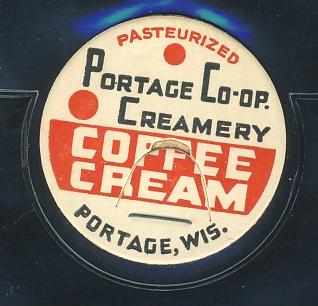 PASTEURIZED
PORTAGE CO-OP.
CREAMERY
COFFEE
CREAM
PORTAGE, WIS.